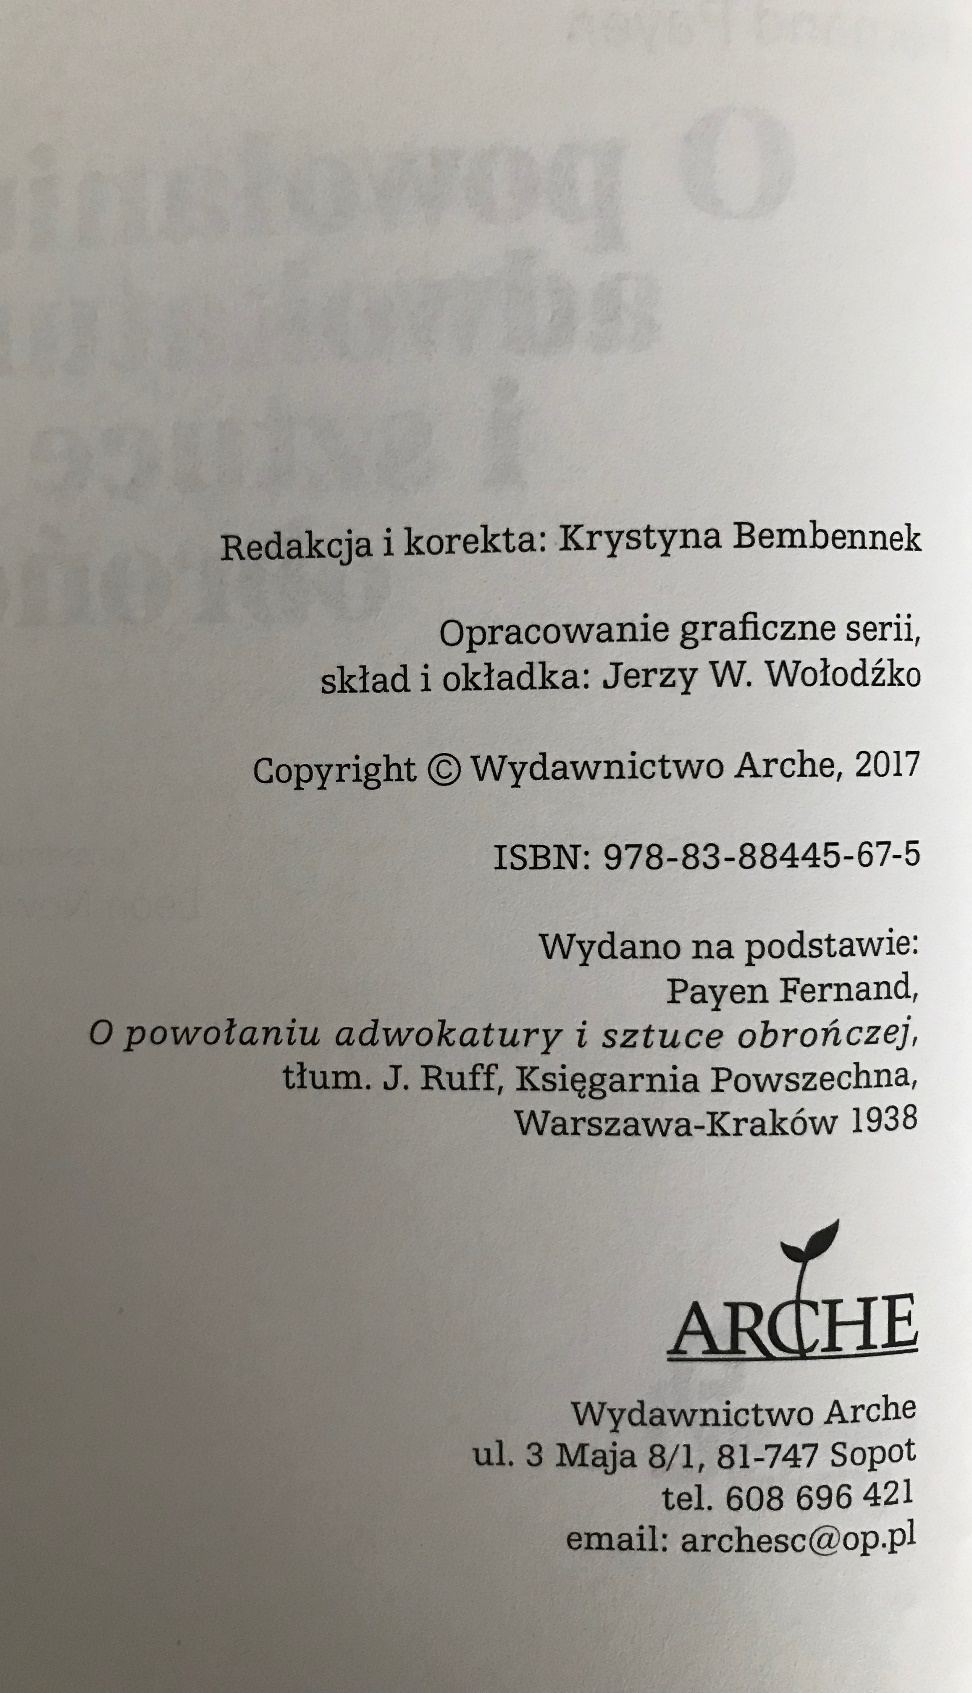 Redakcja i korekta: Krystyna Bembennek
Opracowanie graficzne serii,
skład i okładka: Jerzy W. Wołodźko
Copyright © Wydawnictwo Arche, 2017
ISBN: 978-83-88445-67-5
Wydano na podstawie:
Payen Fernand,
O powołaniu adwokatury i sztuce obrończej,
tłum. J. Ruff, Księgarnia Powszechna,
Warszawa-Kraków 1938
ARCHE
Wydawnictwo Arche
ul. 3 Maja 8/1, 81-747 Sopot
tel. 608 696 421
email: archesc@op.pl